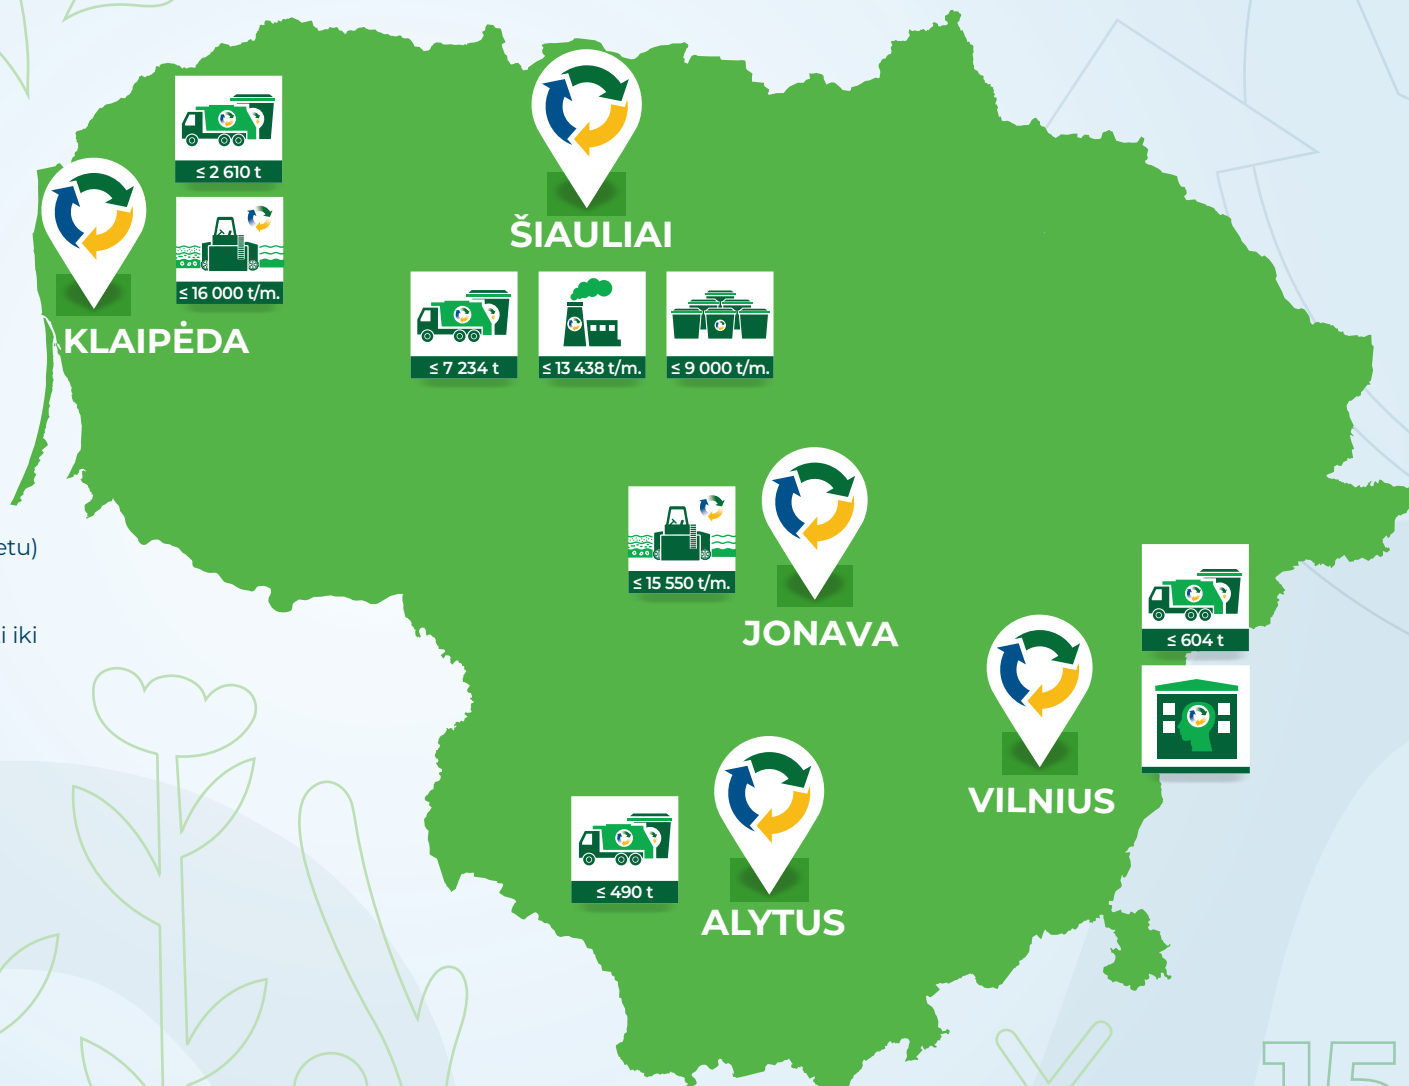 ≤ 2 610 t
≤ 16 000 t/m.
KLAIPĖDA
ŠIAULIAI
≤ 7 234 t
≤ 13 438 t/m.
≤ 9 000 t/m.
etu)
i iki
≤ 15 550 t/m.
JONAVA
≤ 604 t
VILNIUS
≤ 490 t
ALYTUS
15